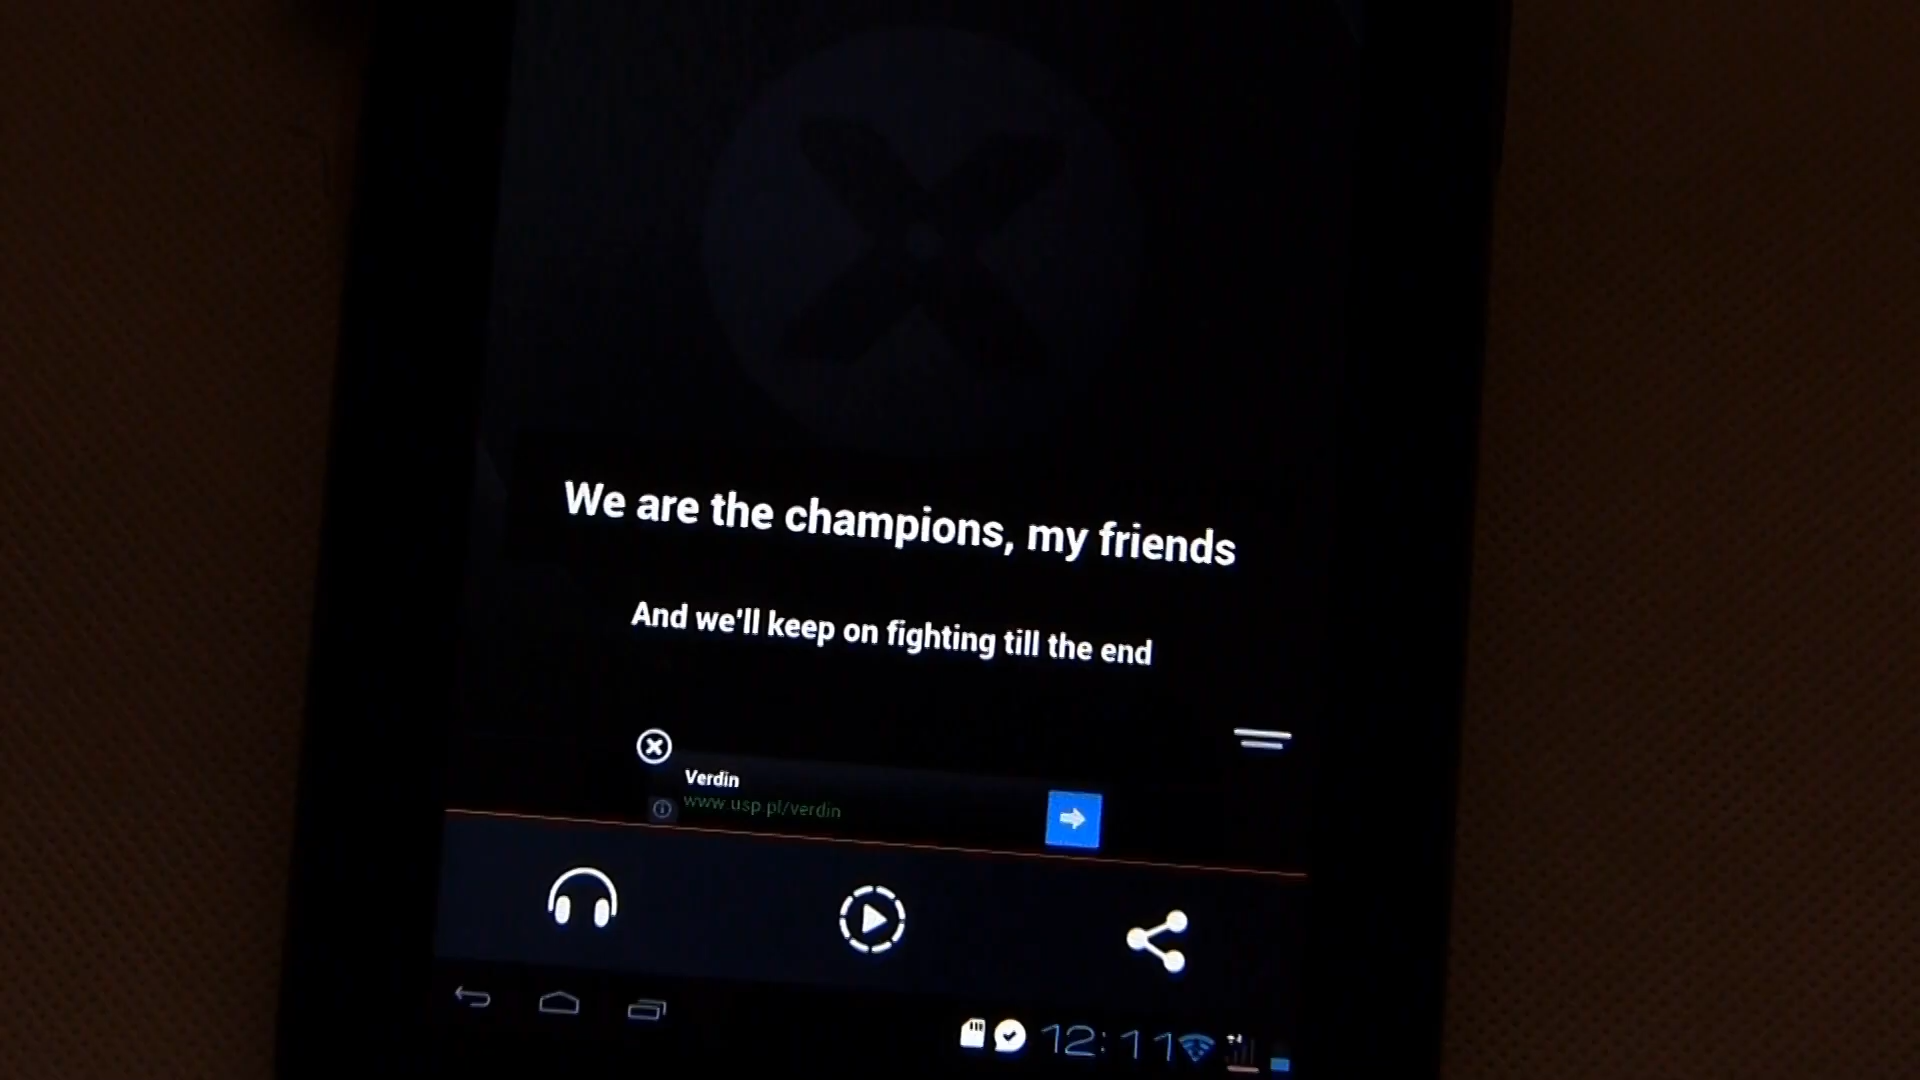 We are the champions, my friends
And we'll keep on fighting till the end
Verdin
www.usp.pl/verdin
12:11